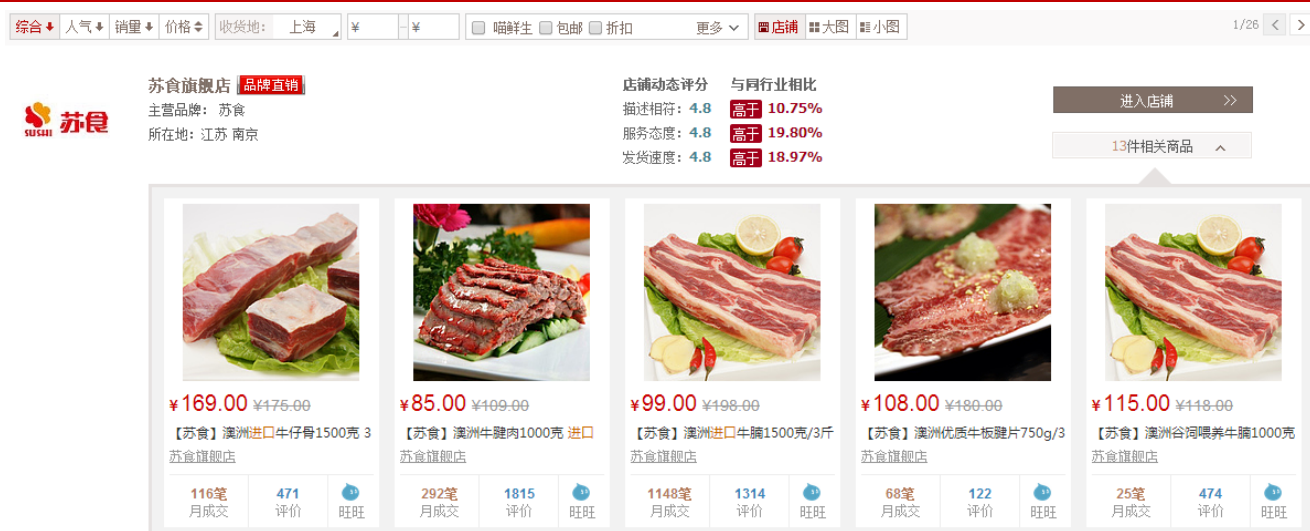 综合 人气 销量 价格 收货地： 上海 ¥ - ¥ 喵鲜生 包邮 折扣 更多 店铺 大图 小图 1/26
SUSHI 苏食
苏食旗舰店 品牌直销
主营品牌： 苏食
所在地：江苏 南京
店铺动态评分 与同行业相比
描述相符：4.8 高于 10.75%
服务态度：4.8 高于 19.80%
发货速度：4.8 高于 18.97%
进入店铺
13件相关商品
¥169.00 ¥175.00
【苏食】澳洲进口牛仔骨1500克 3
苏食旗舰店
116笔 471
月成交 评价 旺旺
¥85.00 ¥109.00
【苏食】澳洲牛腱肉1000克 进口
苏食旗舰店
292笔 1815
月成交 评价 旺旺
¥99.00 ¥198.00
【苏食】澳洲进口牛腩1500克/3斤
苏食旗舰店
1148笔 1314
月成交 评价 旺旺
¥108.00 ¥180.00
【苏食】澳洲优质牛板腱片750g/3
苏食旗舰店
68笔 122
月成交 评价 旺旺
¥115.00 ¥118.00
【苏食】澳洲谷饲喂养牛腩1000克
苏食旗舰店
25笔 474
月成交 评价 旺旺